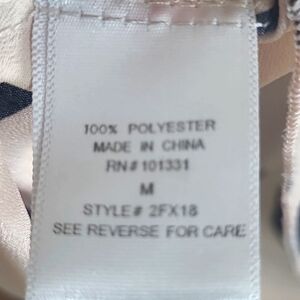 100% POLYESTER
MADE IN CHINA
RN#101331
M
STYLE# 2FX18
SEE REVERSE FOR CARE